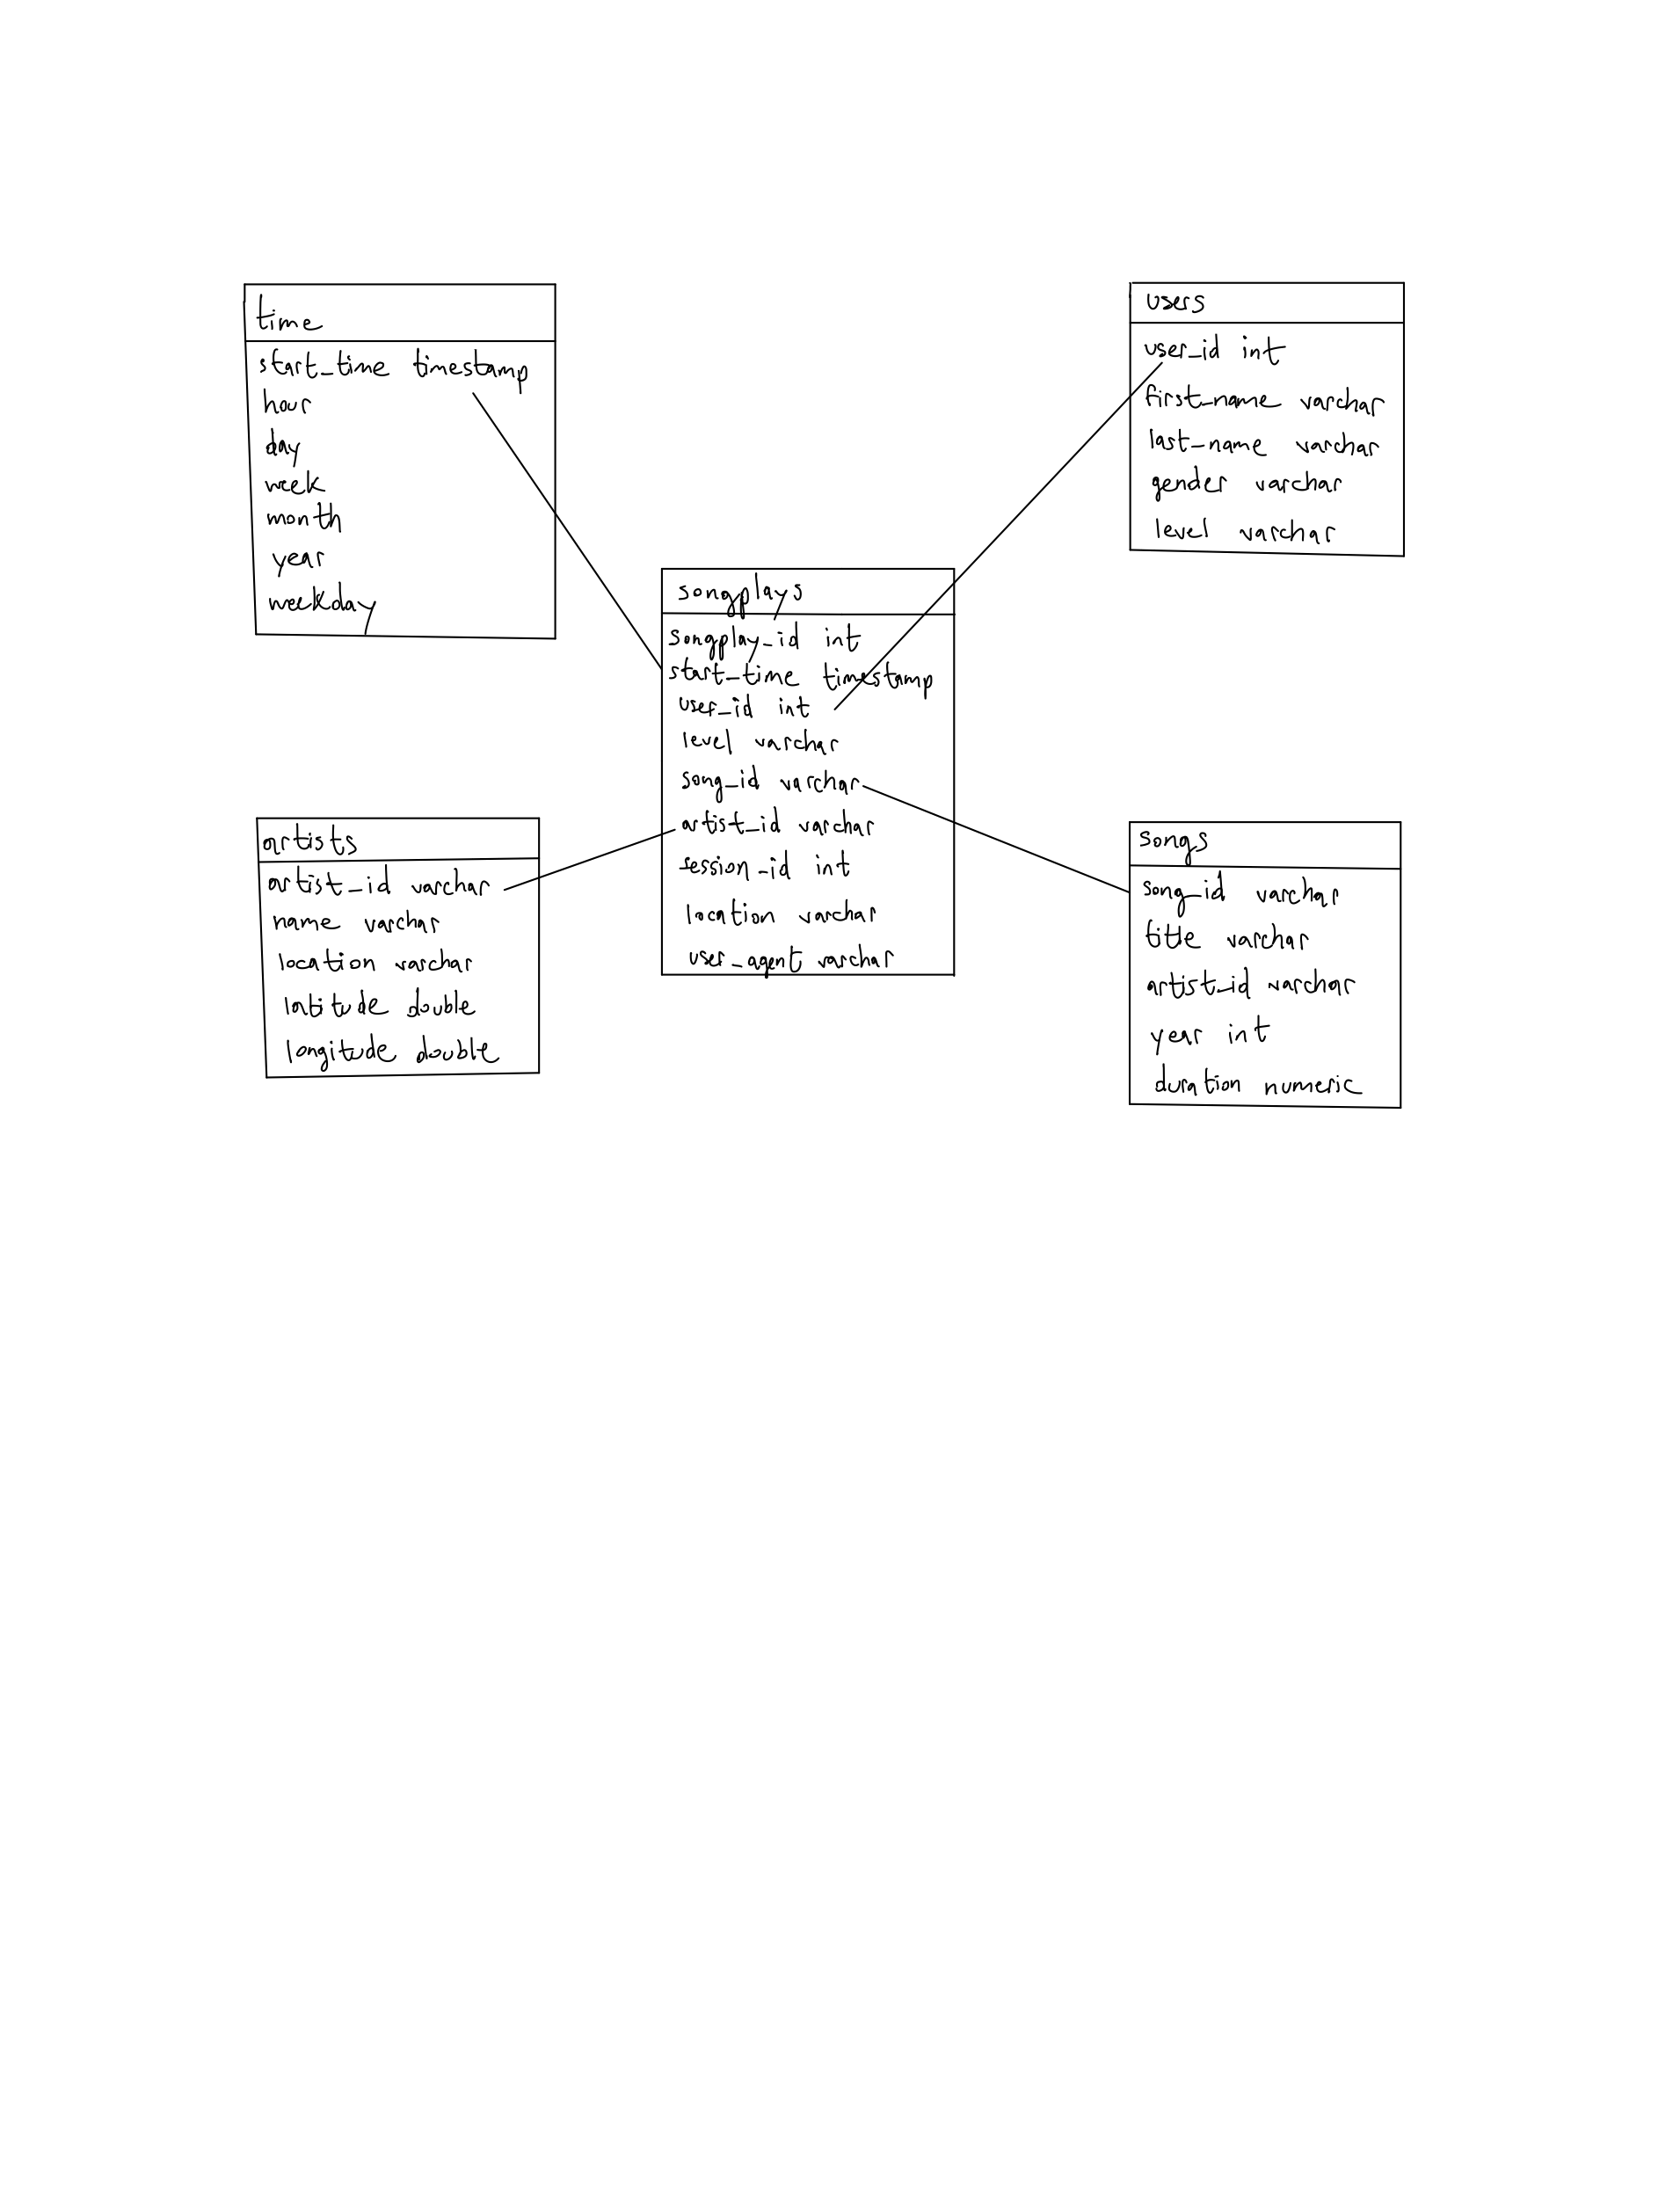 time
start_time timestamp
hour
day
week
month
year
weekday
users
user_id int
first_name varchar
last_name varchar
gender varchar
level varchar
songplays
songplay_id int
start_time timestamp
user_id int
level varchar
song_id varchar
artist_id varchar
session_id int
location varchar
user_agent varchar
artists
artist_id varchar
name varchar
location varchar
latitude double
longitude double
songs
song_id varchar
title varchar
artist_id varchar
year int
duration numeric